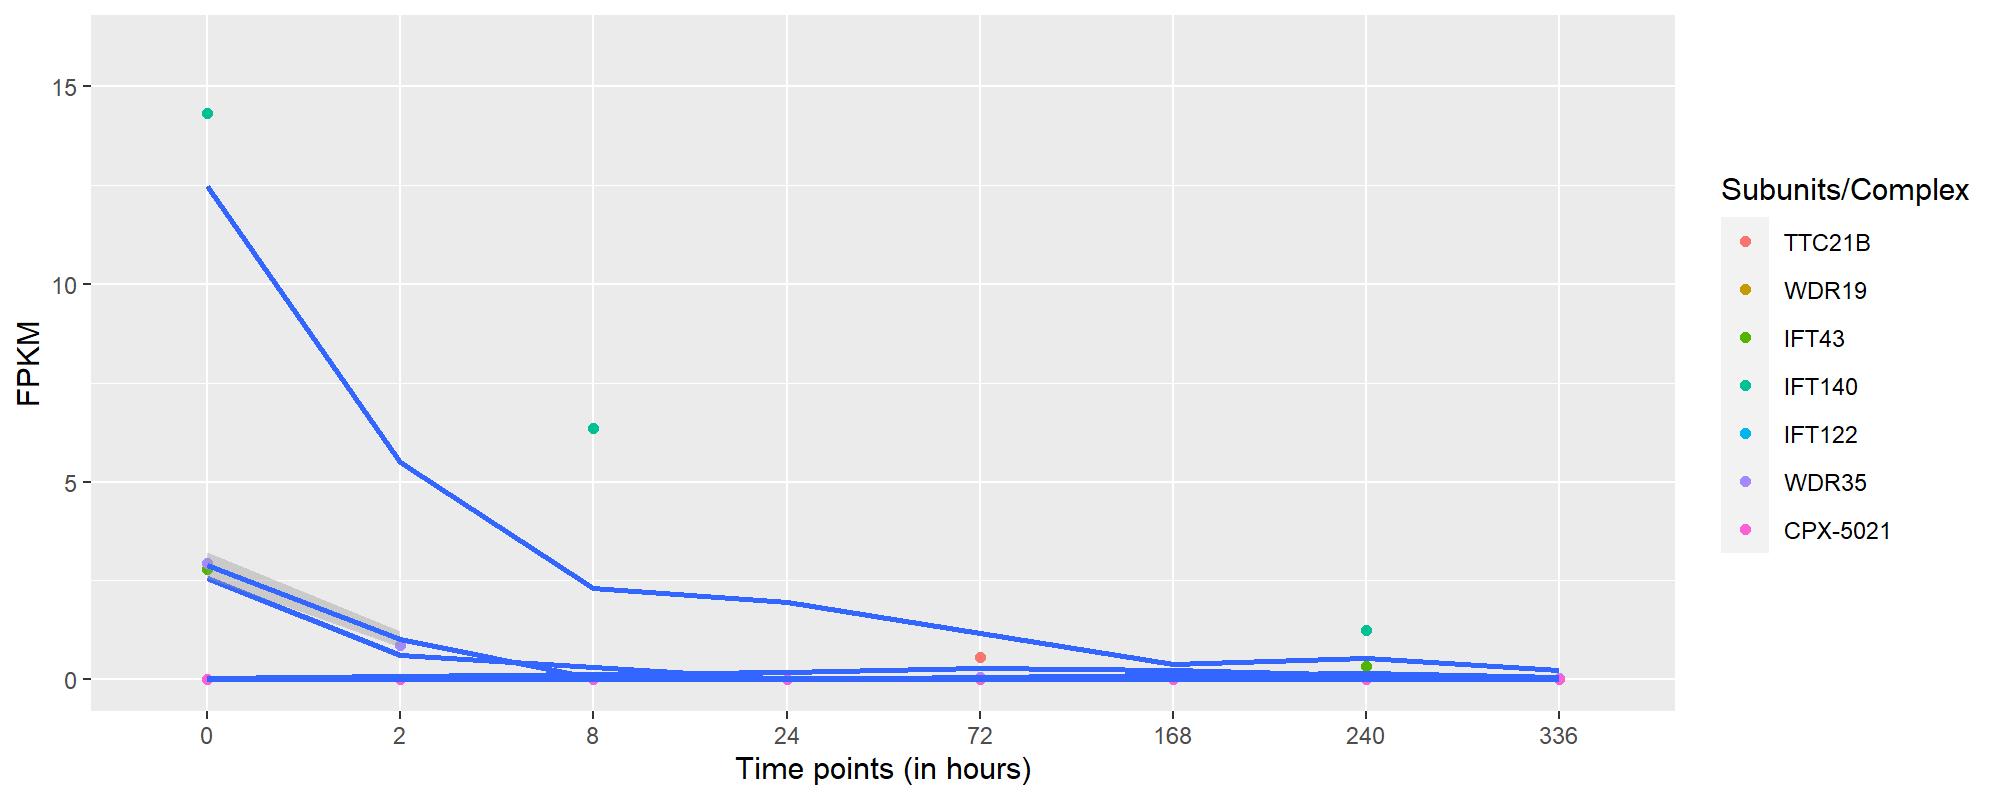 15
10
5
0
FPKM
0 2 8 24 72 168 240 336
Time points (in hours)
Subunits/Complex
TTC21B
WDR19
IFT43
IFT140
IFT122
WDR35
CPX-5021